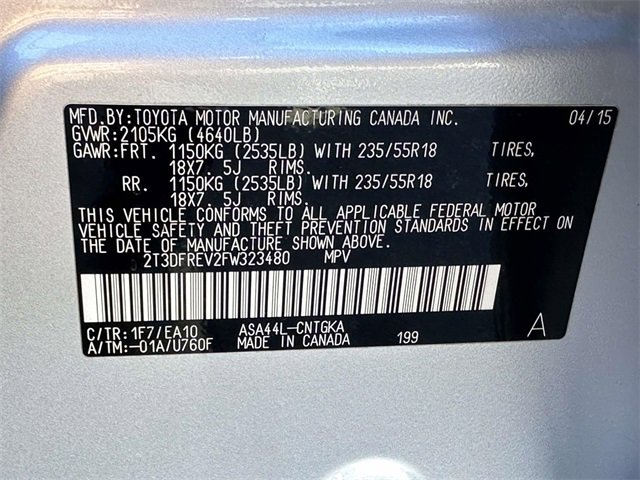 MFD.BY:TOYOTA MOTOR MANUFACTURING CANADA INC. 04/15
GVWR:2105KG (4640LB)
GAWR:FRT. 1150KG (2535LB) WITH 235/55R18 TIRES,
18X7. 5J RIMS.
RR. 1150KG (2535LB) WITH 235/55R18 TIRES,
18X7. 5J RIMS.
THIS VEHICLE CONFORMS TO ALL APPLICABLE FEDERAL MOTOR
VEHICLE SAFETY AND THEFT PREVENTION STANDARDS IN EFFECT ON
THE DATE OF MANUFACTURE SHOWN ABOVE.
2T3DFREV2FW323480 MPV
C/TR:1F7/EA10 ASA44L-CNTGKA
A/TM:-01A/U760F MADE IN CANADA 199 A